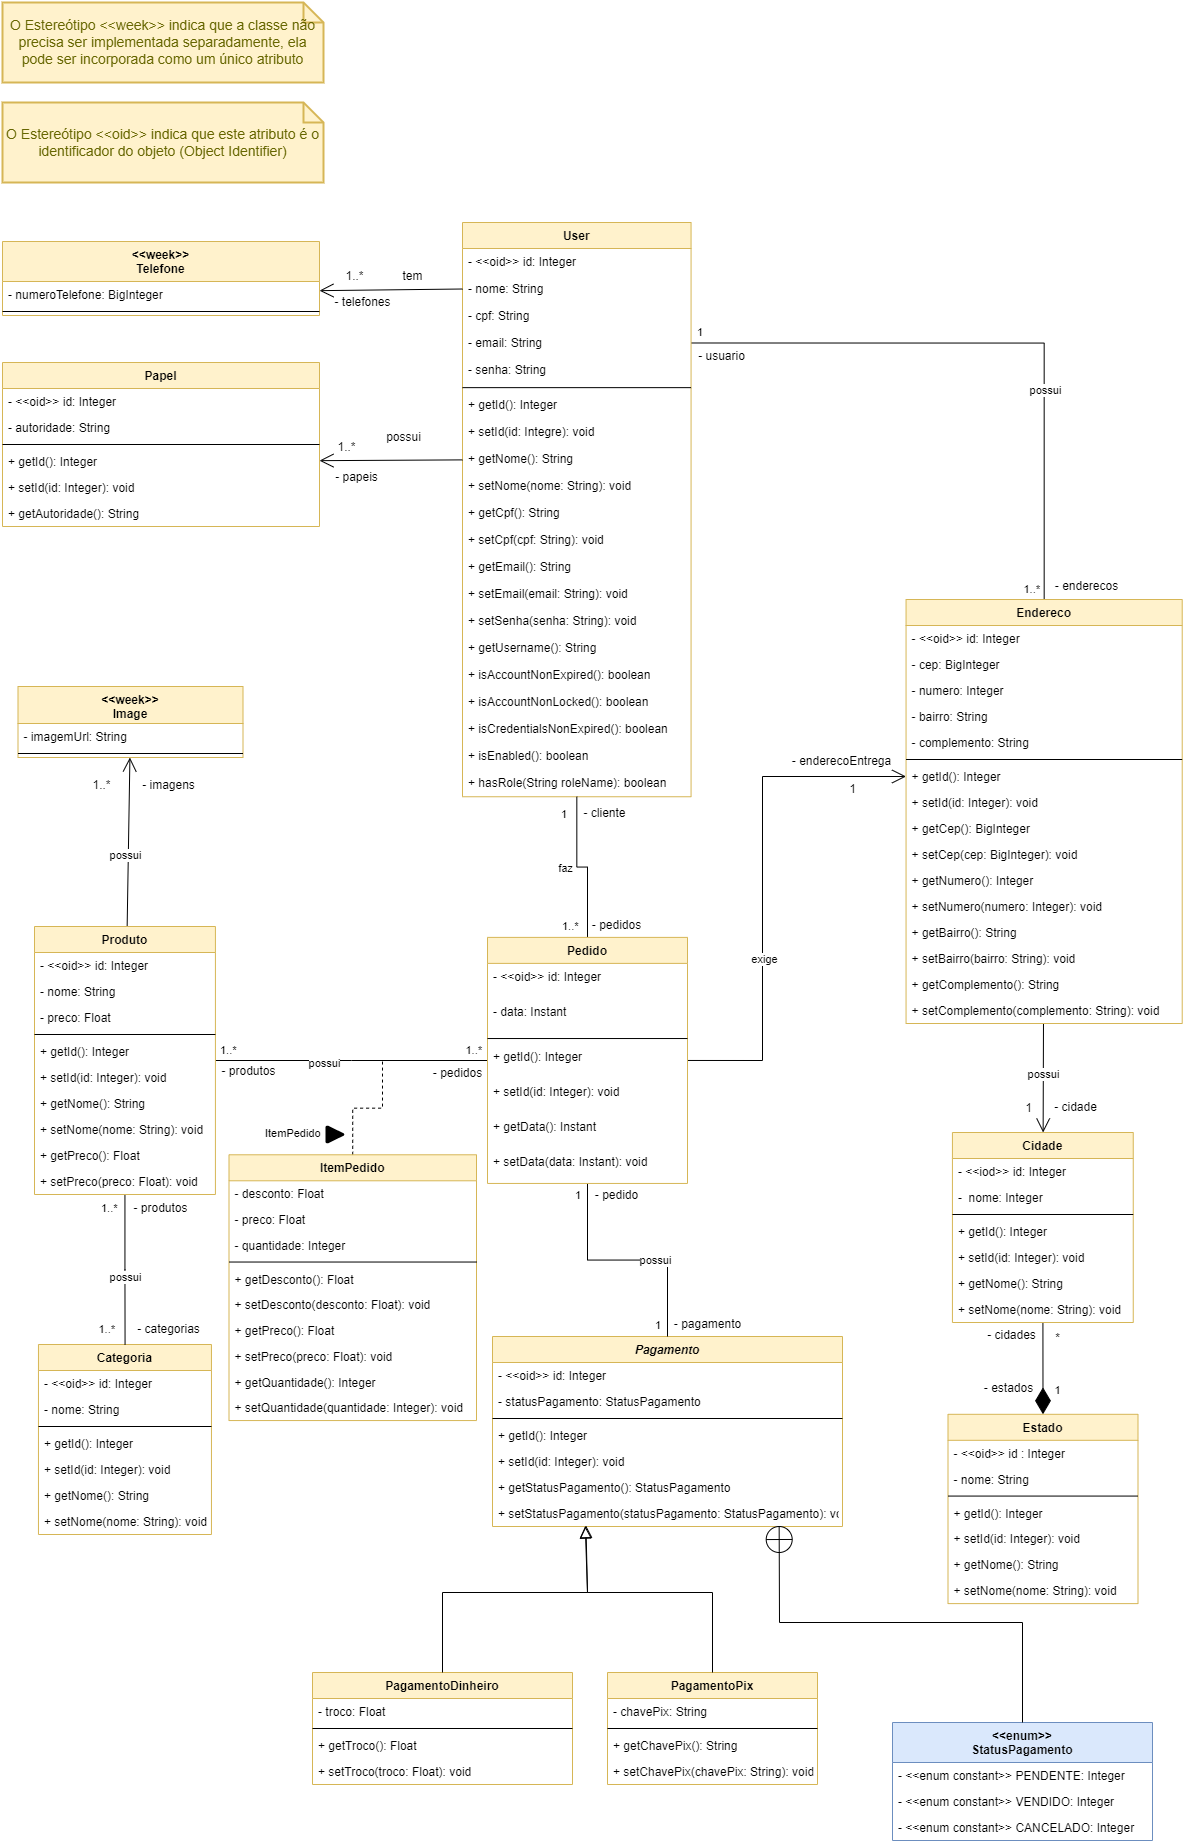 O Estereótipo <<week>> indica que a classe não
precisa ser implementada separadamente, ela
pode ser incorporada como um único atributo
O Estereótipo <<oid>> indica que este atributo é o
identificador do objeto (Object Identifier)
<<week>>
Telefone
- numeroTelefone: BigInteger
1..*
tem
- telefones
User
- <<oid>> id: Integer
- nome: String
- cpf: String
- email: String
- senha: String
+ getId(): Integer
+ setId(id: Integre): void
+ getNome(): String
+ setNome(nome: String): void
+ getCpf(): String
+ setCpf(cpf: String): void
+ getEmail(): String
+ setEmail(email: String): void
+ setSenha(senha: String): void
+ getUsername(): String
+ isAccountNonExpired(): boolean
+ isAccountNonLocked(): boolean
+ isCredentialsNonExpired(): boolean
+ isEnabled(): boolean
+ hasRole(String roleName): boolean
1
- usuario
possui
1..*
- enderecos
Papel
- <<oid>> id: Integer
- autoridade: String
+ getId(): Integer
+ setId(id: Integer): void
+ getAutoridade(): String
possui
1..*
- papeis
Endereco
- <<oid>> id: Integer
- cep: BigInteger
- numero: Integer
- bairro: String
- complemento: String
+ getId(): Integer
+ setId(id: Integer): void
+ getCep(): BigInteger
+ setCep(cep: BigInteger): void
+ getNumero(): Integer
+ setNumero(numero: Integer): void
+ getBairro(): String
+ setBairro(bairro: String): void
+ getComplemento(): String
+ setComplemento(complemento: String): void
<<week>>
Image
- imagemUrl: String
1..*
- imagens
possui
- enderecoEntrega
1
exige
1
- cliente
faz
1..*
- pedidos
Produto
- <<oid>> id: Integer
- nome: String
- preco: Float
+ getId(): Integer
+ setId(id: Integer): void
+ getNome(): String
+ setNome(nome: String): void
+ getPreco(): Float
+ setPreco(preco: Float): void
Pedido
- <<oid>> id: Integer
- data: Instant
+ getId(): Integer
+ setId(id: Integer): void
+ getData(): Instant
+ setData(data: Instant): void
1..*
- produtos
possui
1..*
- pedidos
ItemPedido
ItemPedido
- desconto: Float
- preco: Float
- quantidade: Integer
+ getDesconto(): Float
+ setDesconto(desconto: Float): void
+ getPreco(): Float
+ setPreco(preco: Float): void
+ getQuantidade(): Integer
+ setQuantidade(quantidade: Integer): void
possui
1
- cidade
Cidade
- <<iod>> id: Integer
- nome: Integer
+ getId(): Integer
+ setId(id: Integer): void
+ getNome(): String
+ setNome(nome: String): void
1..*
- produtos
possui
1..*
- categorias
Categoria
- <<oid>> id: Integer
- nome: String
+ getId(): Integer
+ setId(id: Integer): void
+ getNome(): String
+ setNome(nome: String): void
1
- pedido
possui
1
- pagamento
Pagamento
- <<oid>> id: Integer
- statusPagamento: StatusPagamento
+ getId(): Integer
+ setId(id: Integer): void
+ getStatusPagamento(): StatusPagamento
+ setStatusPagamento(statusPagamento: StatusPagamento): v
- cidades
*
- estados
1
Estado
- <<oid>> id : Integer
- nome: String
+ getId(): Integer
+ setId(id: Integer): void
+ getNome(): String
+ setNome(nome: String): void
PagamentoDinheiro
- troco: Float
+ getTroco(): Float
+ setTroco(troco: Float): void
PagamentoPix
- chavePix: String
+ getChavePix(): String
+ setChavePix(chavePix: String): void
<<enum>>
StatusPagamento
- <<enum constant>> PENDENTE: Integer
- <<enum constant>> VENDIDO: Integer
- <<enum constant>> CANCELADO: Integer